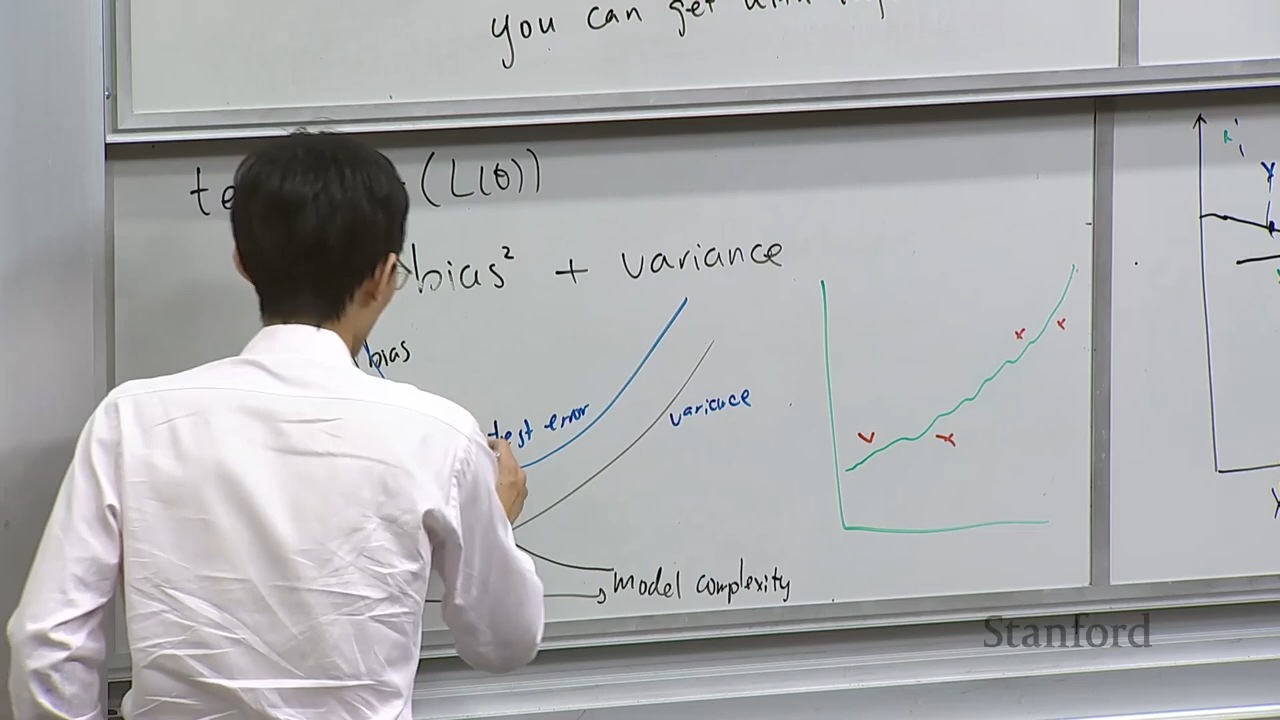 you can get
(L(θ))
bias² + variance
bias
test error
variance
model complexity
Stanford